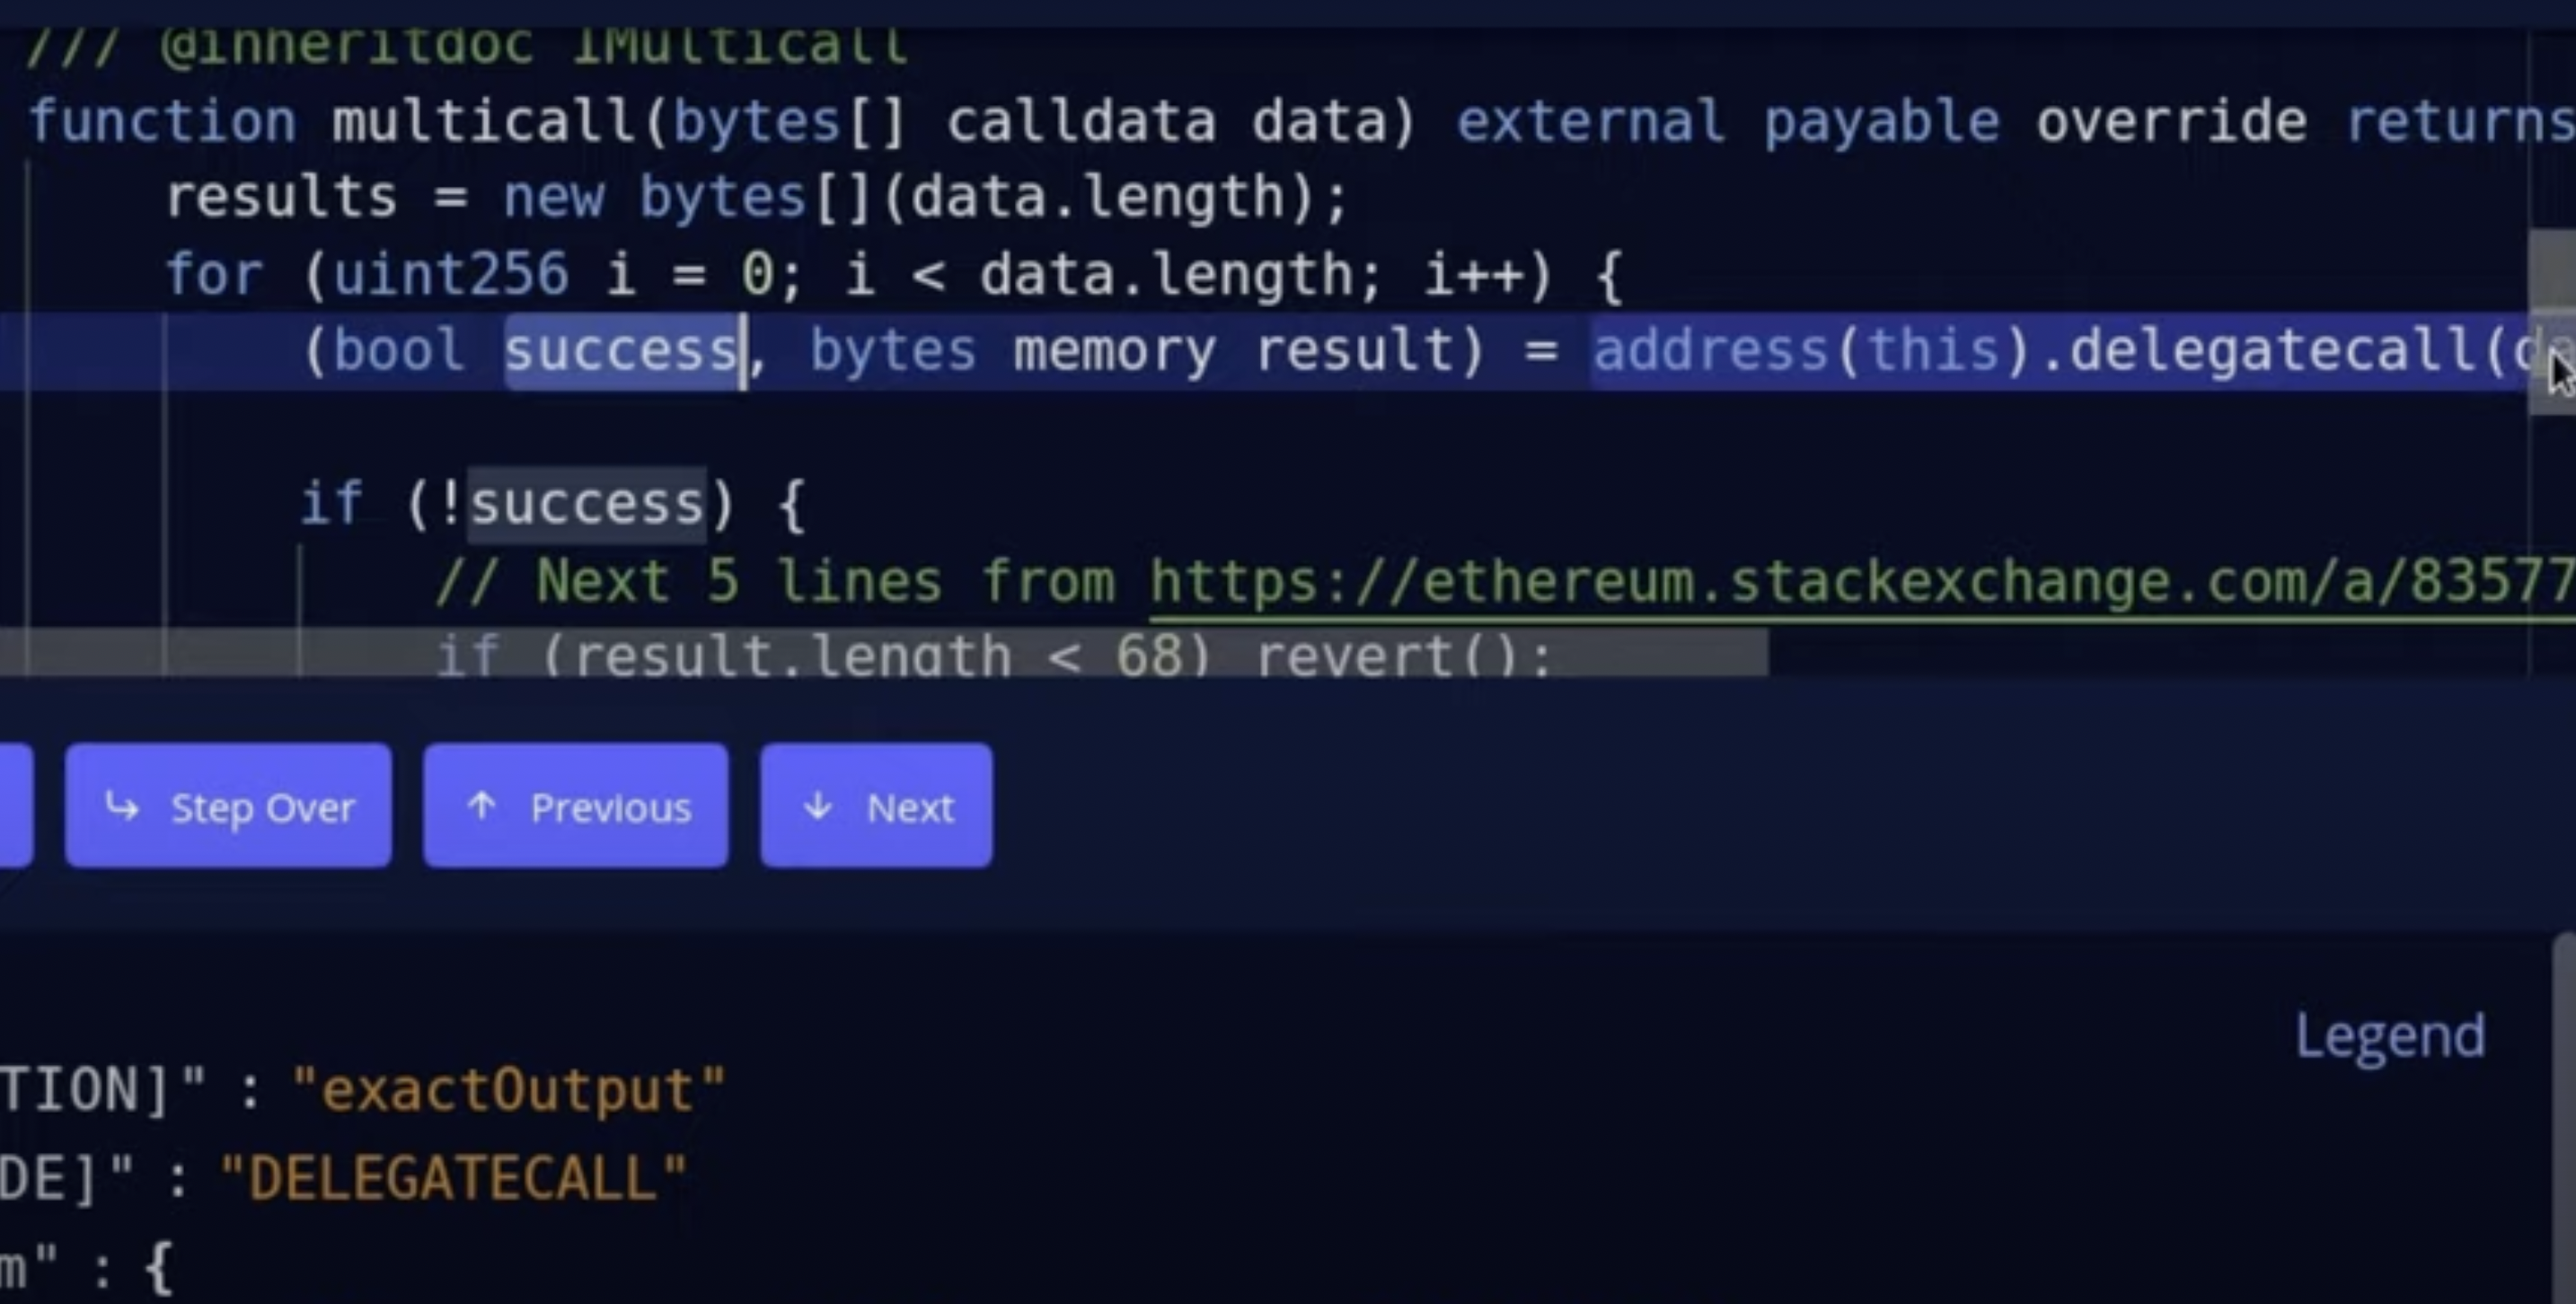 /// @inheritdoc IMulticall
function multicall(bytes[] calldata data) external payable override returns
results = new bytes[](data.length);
for (uint256 i = 0; i < data.length; i++) {
(bool success, bytes memory result) = address(this).delegatecall(d
if (!success) {
// Next 5 lines from https://ethereum.stackexchange.com/a/83577
if (result.length < 68) revert();
Step Over
Previous
Next
Legend
TION]" : "exactOutput"
DE]" : "DELEGATECALL"
m" : {